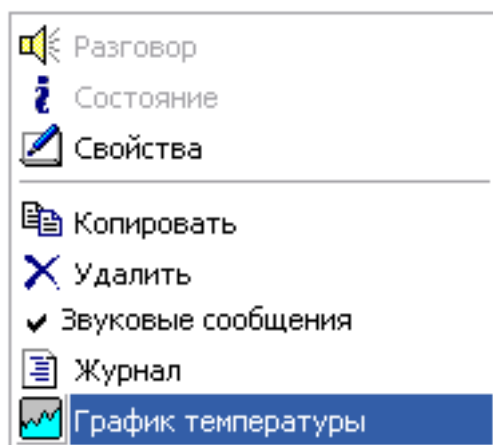 Разговор
Состояние
Свойства
Копировать
Удалить
Звуковые сообщения
Журнал
График температуры